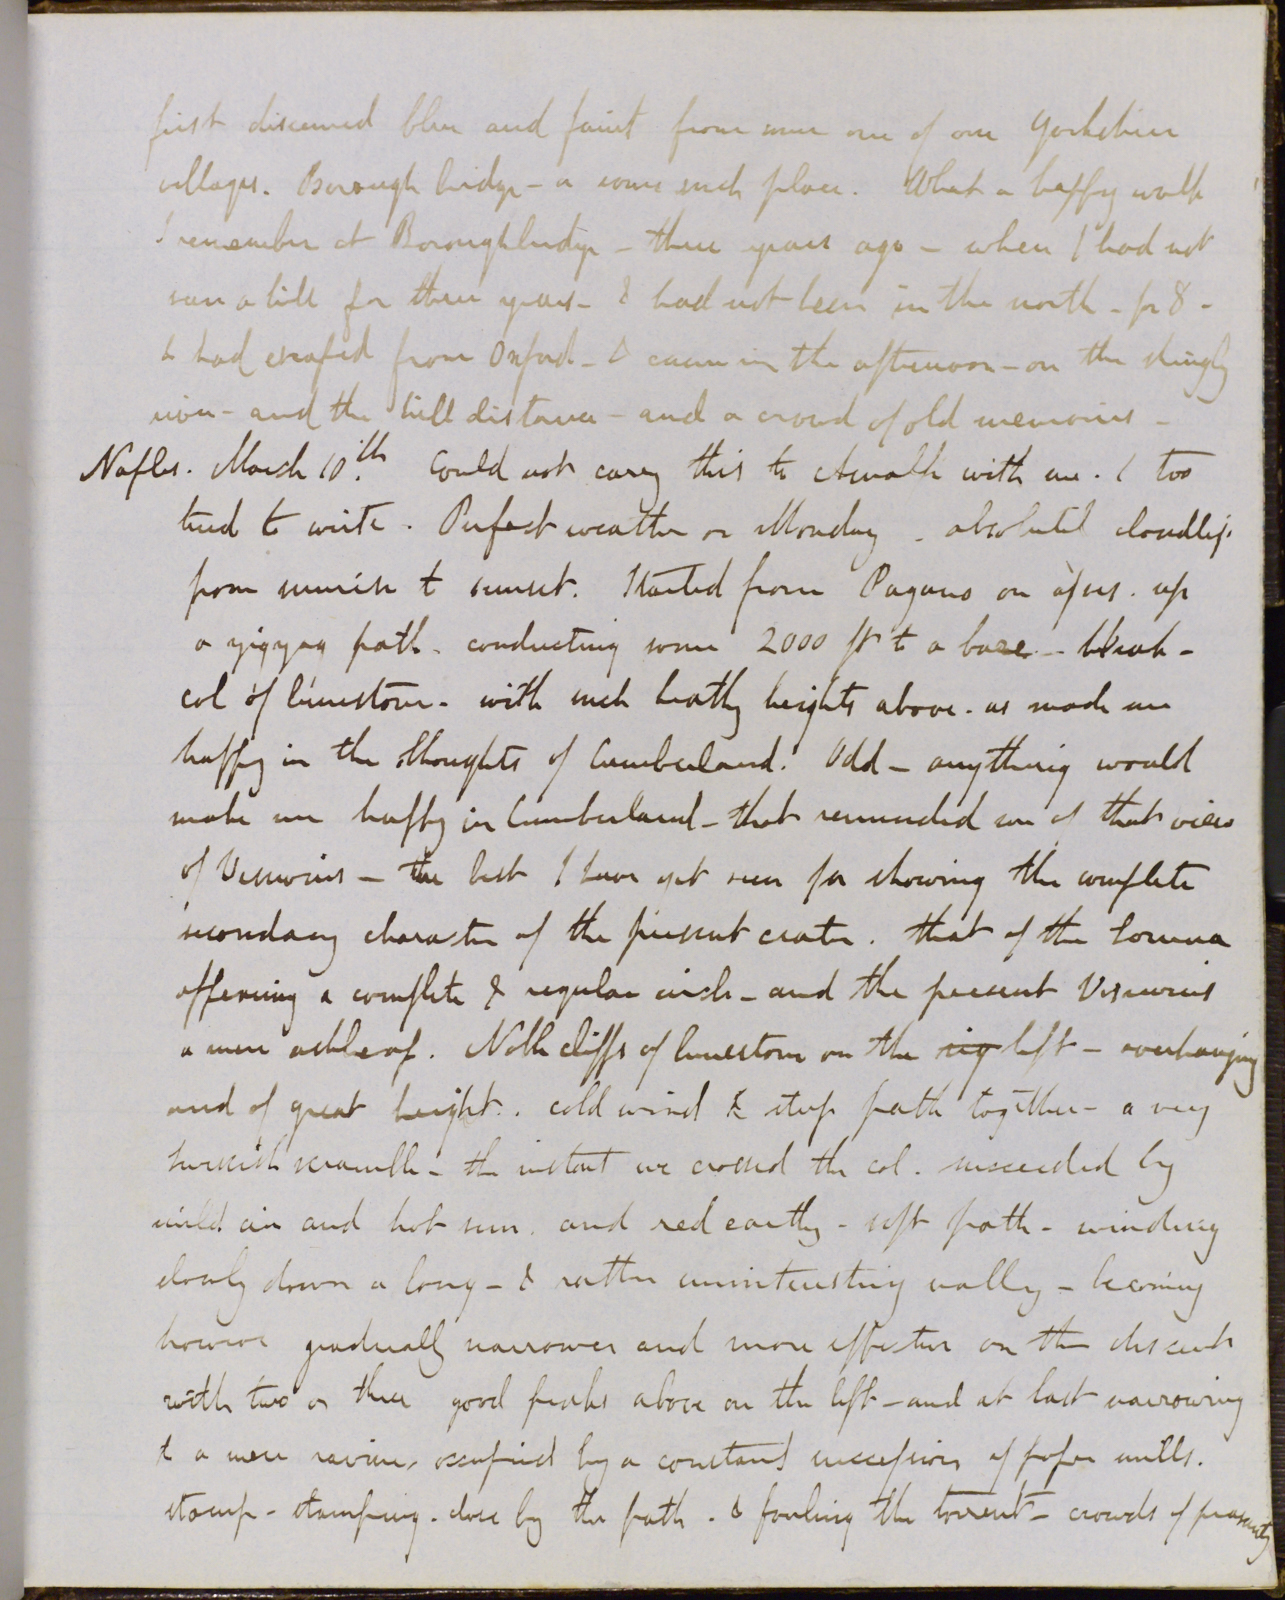 first discerned blue and faint from some one of our Yorkshire
villages. Boroughbridge - or some such place. What a happy walk
I remember at Boroughbridge - three years ago - when I had not
seen a hill for three years - & had not been in the north - for 8 -
& had escaped from Oxford - & came in the afternoon - on the shingly
river - and the hill distance - and a crowd of old memories -
Naples. March 10th. Could not carry this to Amalfi with me. & too
tired to write. Perfect weather on Monday. absolutel cloudless
from sunrise to sunset. Started from Pagano on asses. up
a zigzag path. conducting some 2000 ft to a bare - bleak -
col of limestone. with such heathy heights above. as made me
happy in the thoughts of Cumberland. Odd - anything would
make me happy in Cumberland - that reminded me of that view
of Vesuvius - the best I have yet seen for showing the complete
secondary character of the present crater. that of the Somma
offering a complete & regular circle - and the present Vesuvius
a mere ashheap. Noble cliffs of limestone on the rig left - overhanging
and of great height. cold wind & steep path together - a very
Swissish scramble - the instant we crossed the col. succeeded by
mild air and hot sun. and red earthy - soft path - winding
slowly down a long - & rather uninteresting valley - becoming
however gradually narrower and more effective on the descent
with two or three good peaks above on the left - and at last narrowing
to a mere ravine, occupied by a constant succession of paper mills.
stamp - stamping. close by the path. & fouling the torrent - crowds of peasantry